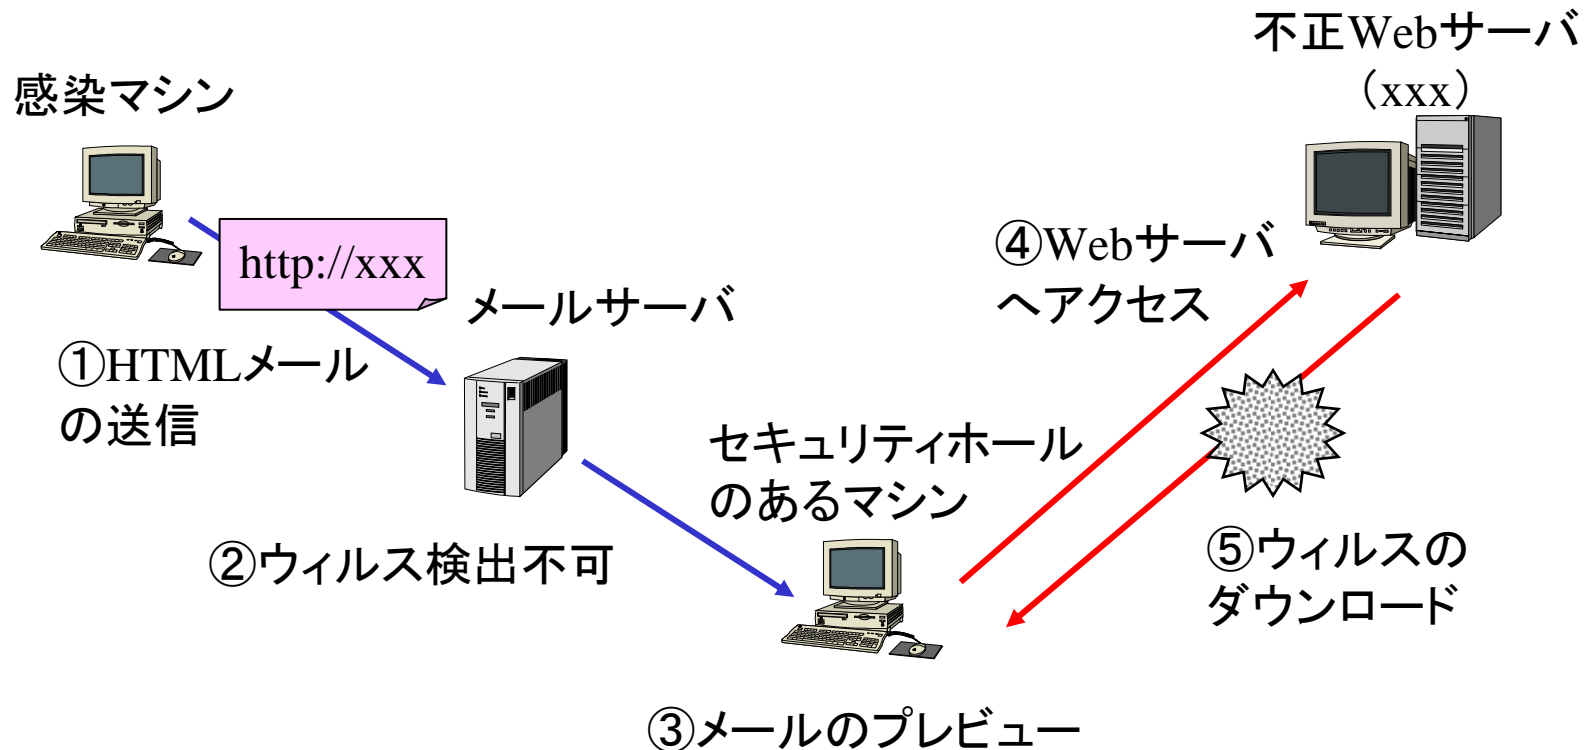 不正Webサーバ
（xxx）
感染マシン
http://xxx
④Webサーバ
へアクセス
メールサーバ
①HTMLメール
の送信
セキュリティホール
のあるマシン
②ウィルス検出不可
⑤ウィルスの
ダウンロード
③メールのプレビュー